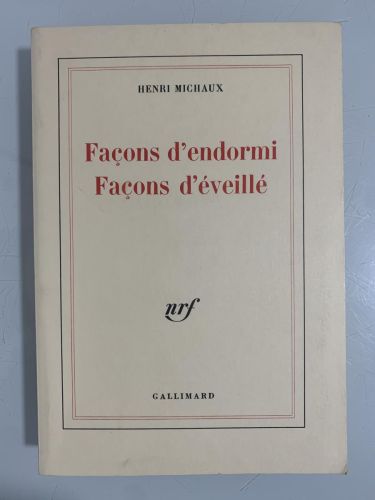 HENRI MICHAUX
Façons d'endormi
Façons d'éveillé
nrf
GALLIMARD